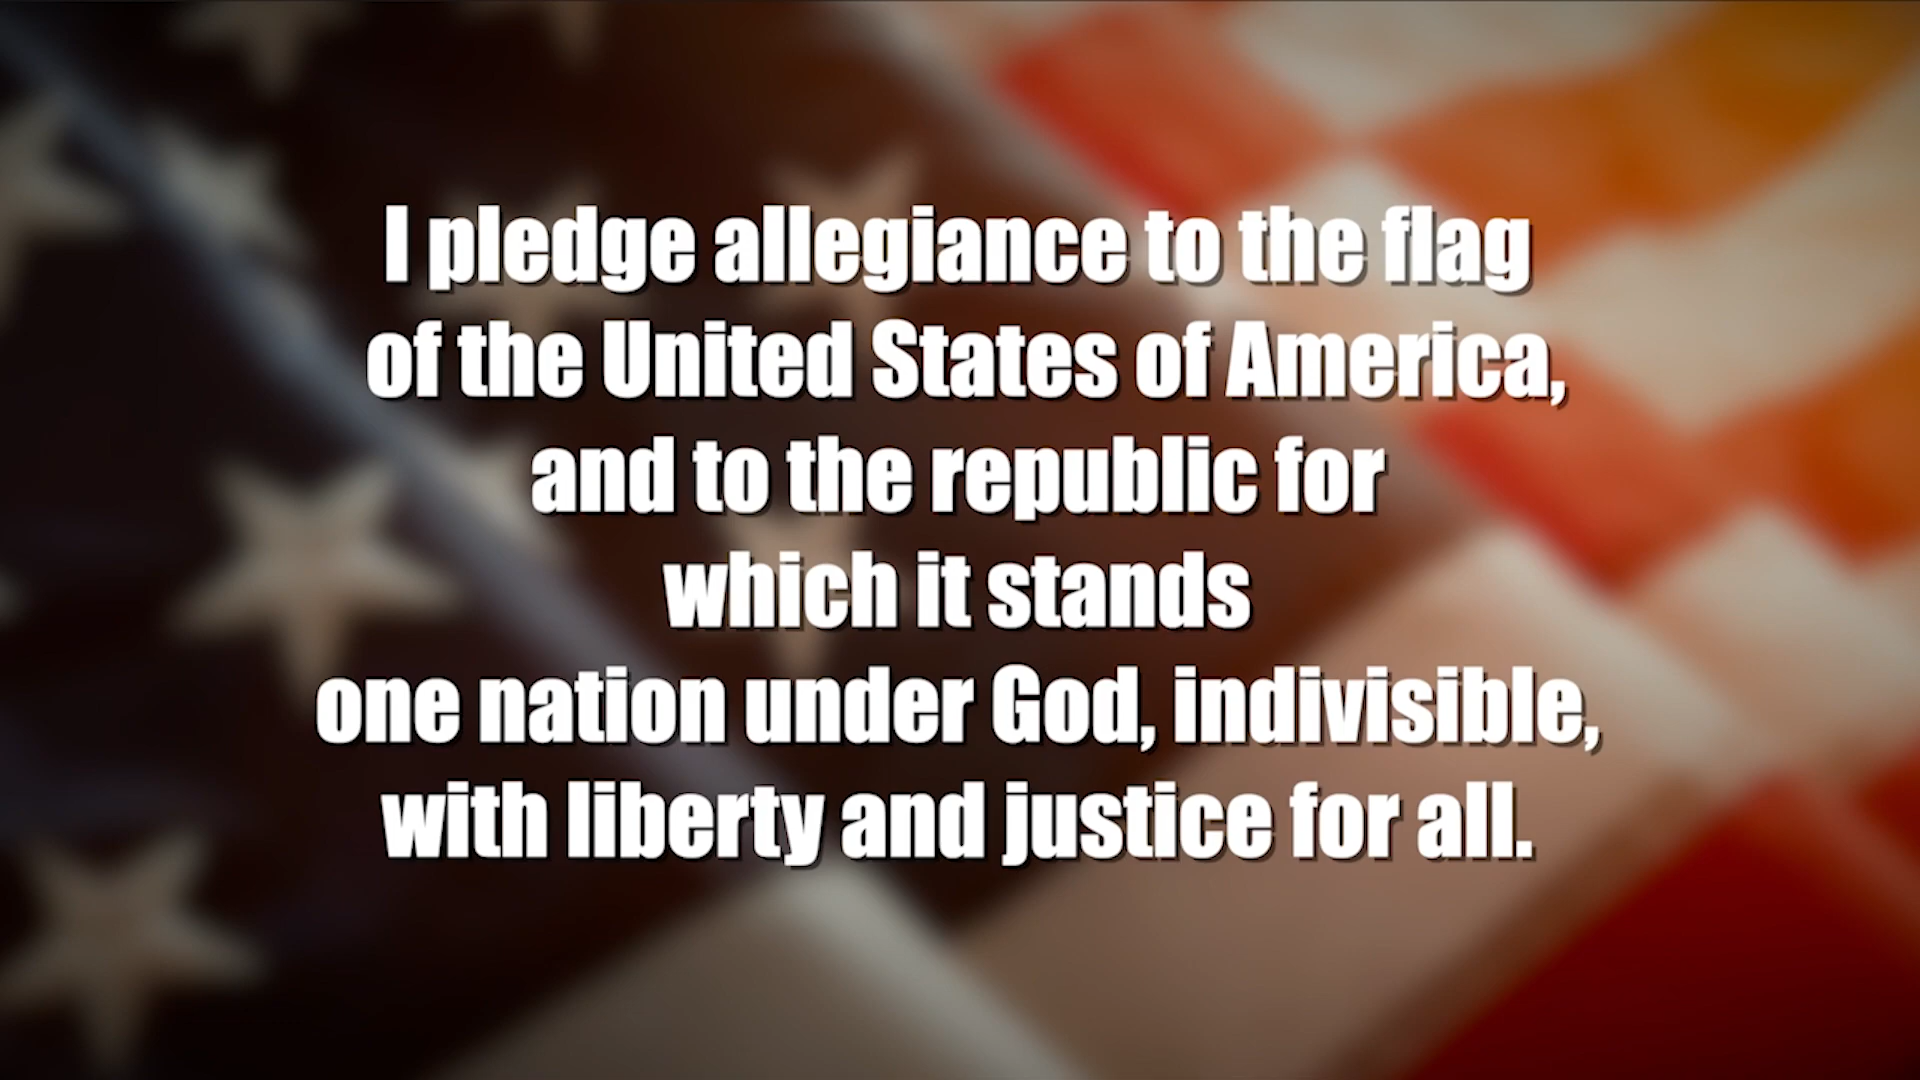 I pledge allegiance to the flag
of the United States of America,
and to the republic for
which it stands
one nation under God, indivisible,
with liberty and justice for all.